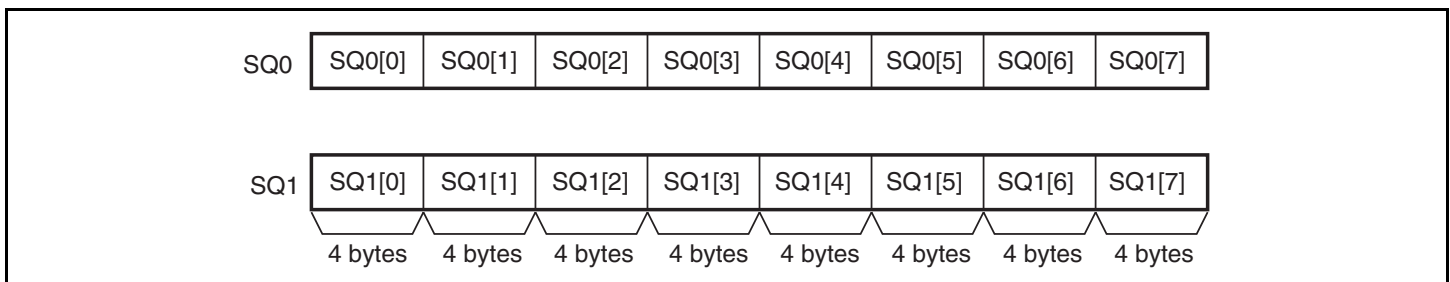 SQ0 SQ0[0] SQ0[1] SQ0[2] SQ0[3] SQ0[4] SQ0[5] SQ0[6] SQ0[7]
SQ1 SQ1[0] SQ1[1] SQ1[2] SQ1[3] SQ1[4] SQ1[5] SQ1[6] SQ1[7]
4 bytes 4 bytes 4 bytes 4 bytes 4 bytes 4 bytes 4 bytes 4 bytes